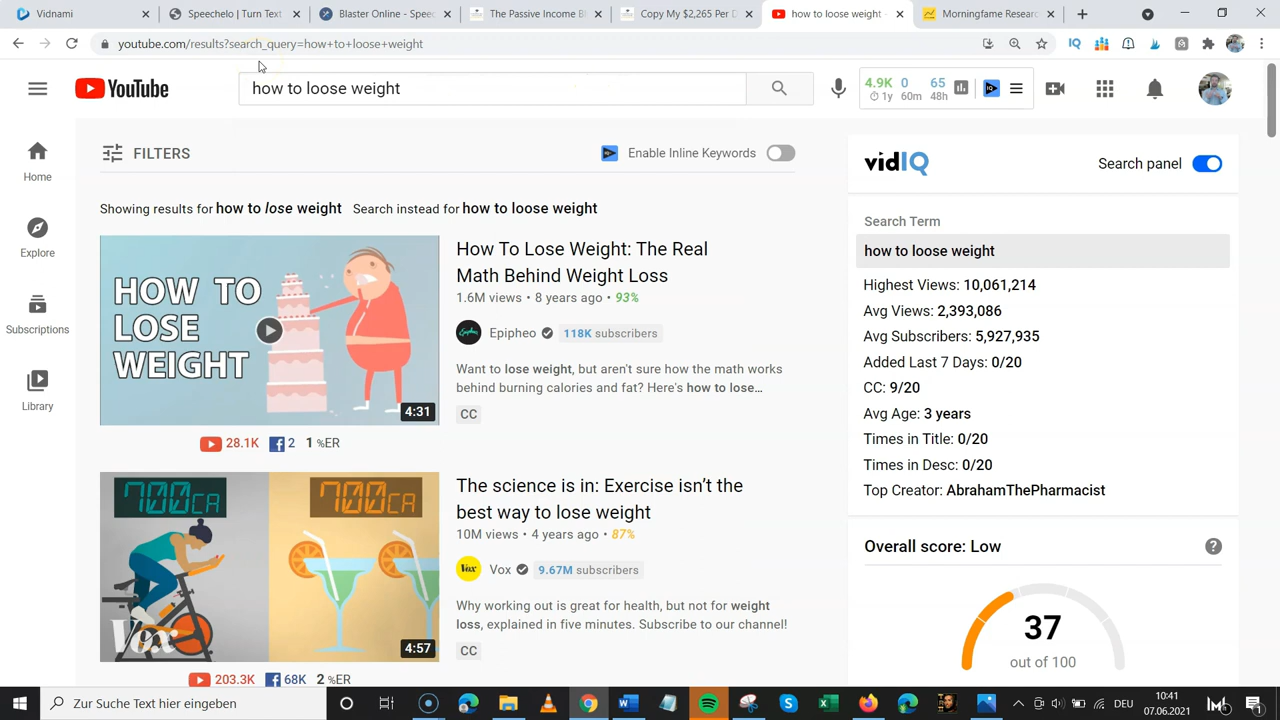 Vidnami
Speechelo | Turn Text
Blaster Online - Spee
The Passive Income B
Copy My $2,265 Per D
how to loose weight -
Morningfame Resear
youtube.com/results?search_query=how+to+loose+weight
YouTube
how to loose weight
4.9K 0 65
1y 60m 48h
FILTERS
Enable Inline Keywords
Home
Explore
Subscriptions
Library
Showing results for how to lose weight Search instead for how to loose weight
HOW TO
LOSE
WEIGHT
4:31
How To Lose Weight: The Real
Math Behind Weight Loss
1.6M views • 8 years ago • 93%
Epipheo 118K subscribers
Want to lose weight, but aren't sure how the math works
behind burning calories and fat? Here's how to lose...
CC
28.1K 2 1 %ER
700CA 700CA
Vox
4:57
The science is in: Exercise isn't the
best way to lose weight
10M views • 4 years ago • 87%
Vox 9.67M subscribers
Why working out is great for health, but not for weight
loss, explained in five minutes. Subscribe to our channel!
CC
203.3K 68K 2 %ER
vidIQ
Search panel
Search Term
how to loose weight
Highest Views: 10,061,214
Avg Views: 2,393,086
Avg Subscribers: 5,927,935
Added Last 7 Days: 0/20
CC: 9/20
Avg Age: 3 years
Times in Title: 0/20
Times in Desc: 0/20
Top Creator: AbrahamThePharmacist
Overall score: Low
37
out of 100
Zur Suche Text hier eingeben
DEU
10:41
07.06.2021